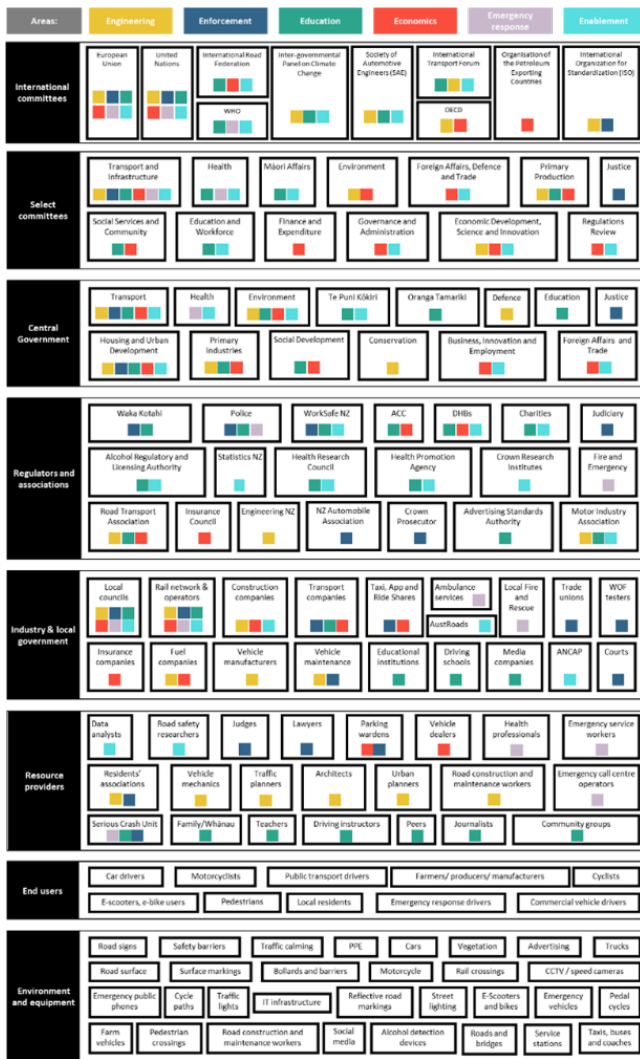 Areas:
Engineering
Enforcement
Education
Economics
Emergency
response
Enablement
International
committees
European
Union
United
Nations
International Road
Federation
WHO
Inter-governmental
Panel on Climate
Change
Society of
Automotive
Engineers (SAE)
International
Transport Forum
OECD
Organisation of
the Petroleum
Exporting
Countries
International
Organization for
Standardization (ISO)
Select
committees
Transport and
Infrastructure
Health
Māori Affairs
Environment
Foreign Affairs, Defence
and Trade
Primary
Production
Justice
Social Services and
Community
Education and
Workforce
Finance and
Expenditure
Governance and
Administration
Economic Development,
Science and Innovation
Regulations
Review
Central
Government
Transport
Health
Environment
Te Puni Kōkiri
Oranga Tamariki
Defence
Education
Justice
Housing and Urban
Development
Primary
Industries
Social Development
Conservation
Business, Innovation and
Employment
Foreign Affairs and
Trade
Regulators and
associations
Waka Kotahi
Police
WorkSafe NZ
ACC
DHBs
Charities
Judiciary
Alcohol Regulatory and
Licensing Authority
Statistics NZ
Health Research
Council
Health Promotion
Agency
Crown Research
Institutes
Fire and
Emergency
Road Transport
Association
Insurance
Council
Engineering NZ
NZ Automobile
Association
Crown
Prosecutor
Advertising Standards
Authority
Motor Industry
Association
Industry & local
government
Local
councils
Rail network &
operators
Construction
companies
Transport
companies
Taxi, App and
Ride Shares
Ambulance
services
AustRoads
Local Fire
and
Rescue
Trade
unions
WOF
testers
Insurance
companies
Fuel
companies
Vehicle
manufacturers
Vehicle
maintenance
Educational
institutions
Driving
schools
Media
companies
ANCAP
Courts
Resource
providers
Data
analysts
Road safety
researchers
Judges
Lawyers
Parking
wardens
Vehicle
dealers
Health
professionals
Emergency service
workers
Residents'
associations
Vehicle
mechanics
Traffic
planners
Architects
Urban
planners
Road construction and
maintenance workers
Emergency call centre
operators
Serious Crash Unit
Family/Whānau
Teachers
Driving instructors
Peers
Journalists
Community groups
End users
Car drivers
Motorcyclists
Public transport drivers
Farmers/ producers/ manufacturers
Cyclists
E-scooters, e-bike users
Pedestrians
Local residents
Emergency response drivers
Commercial vehicle drivers
Environment
and equipment
Road signs
Safety barriers
Traffic calming
PPE
Cars
Vegetation
Advertising
Trucks
Road surface
Surface markings
Bollards and barriers
Motorcycle
Rail crossings
CCTV / speed cameras
Emergency public
phones
Cycle
paths
Traffic
lights
IT infrastructure
Reflective road
markings
Street
lighting
E-Scooters
and bikes
Emergency
vehicles
Pedal
cycles
Farm
vehicles
Pedestrian
crossings
Road construction and
maintenance workers
Social
media
Alcohol detection
devices
Roads and
bridges
Service
stations
Taxis, buses
and coaches